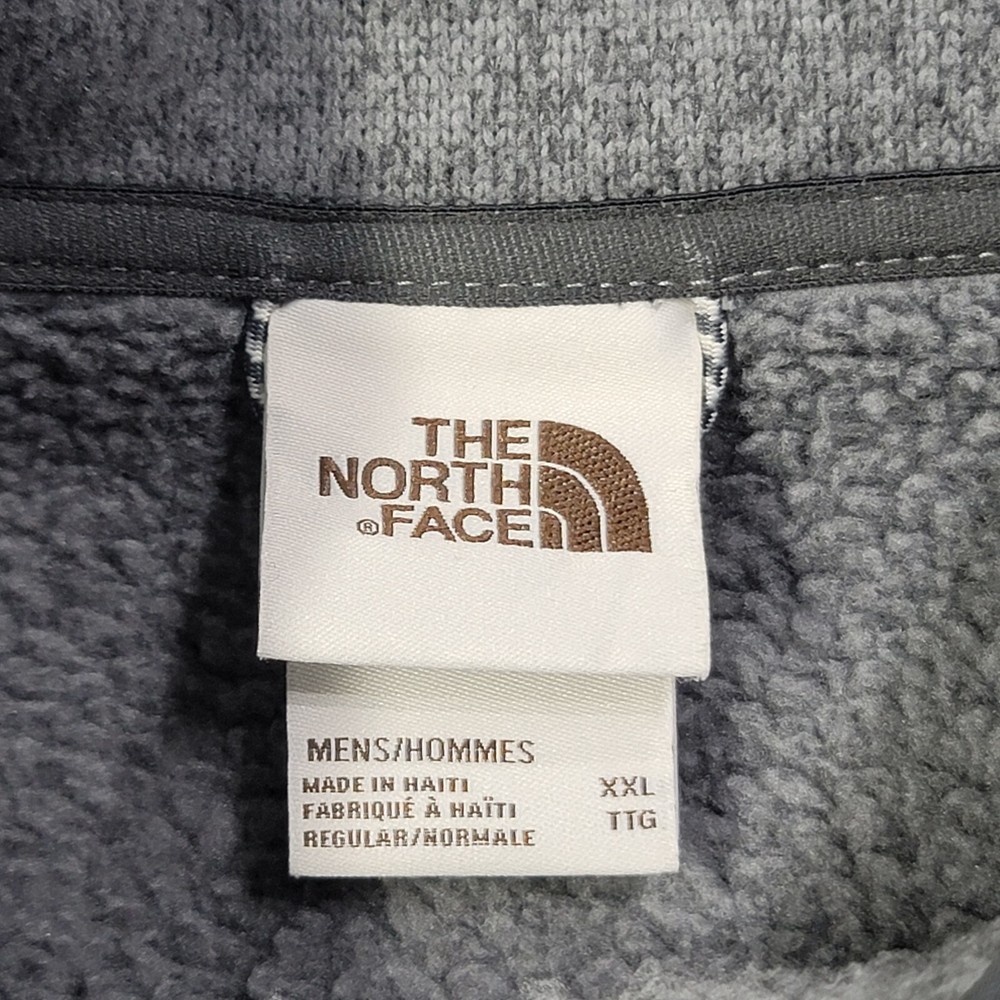 THE
NORTH
®FACE
MENS/HOMMES
MADE IN HAITI XXL
FABRIQUÉ À HAÏTI TTG
REGULAR/NORMALE